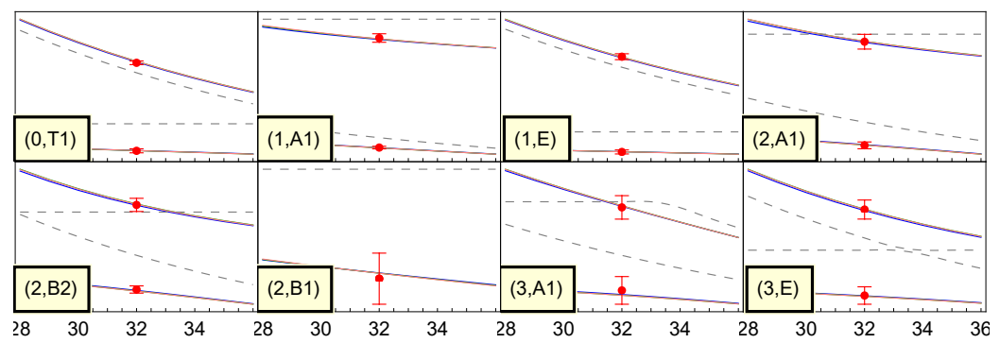 (0,T1) (1,A1) (1,E) (2,A1)
(2,B2) (2,B1) (3,A1) (3,E)
28 30 32 34 28 30 32 34 28 30 32 34 28 30 32 34 36